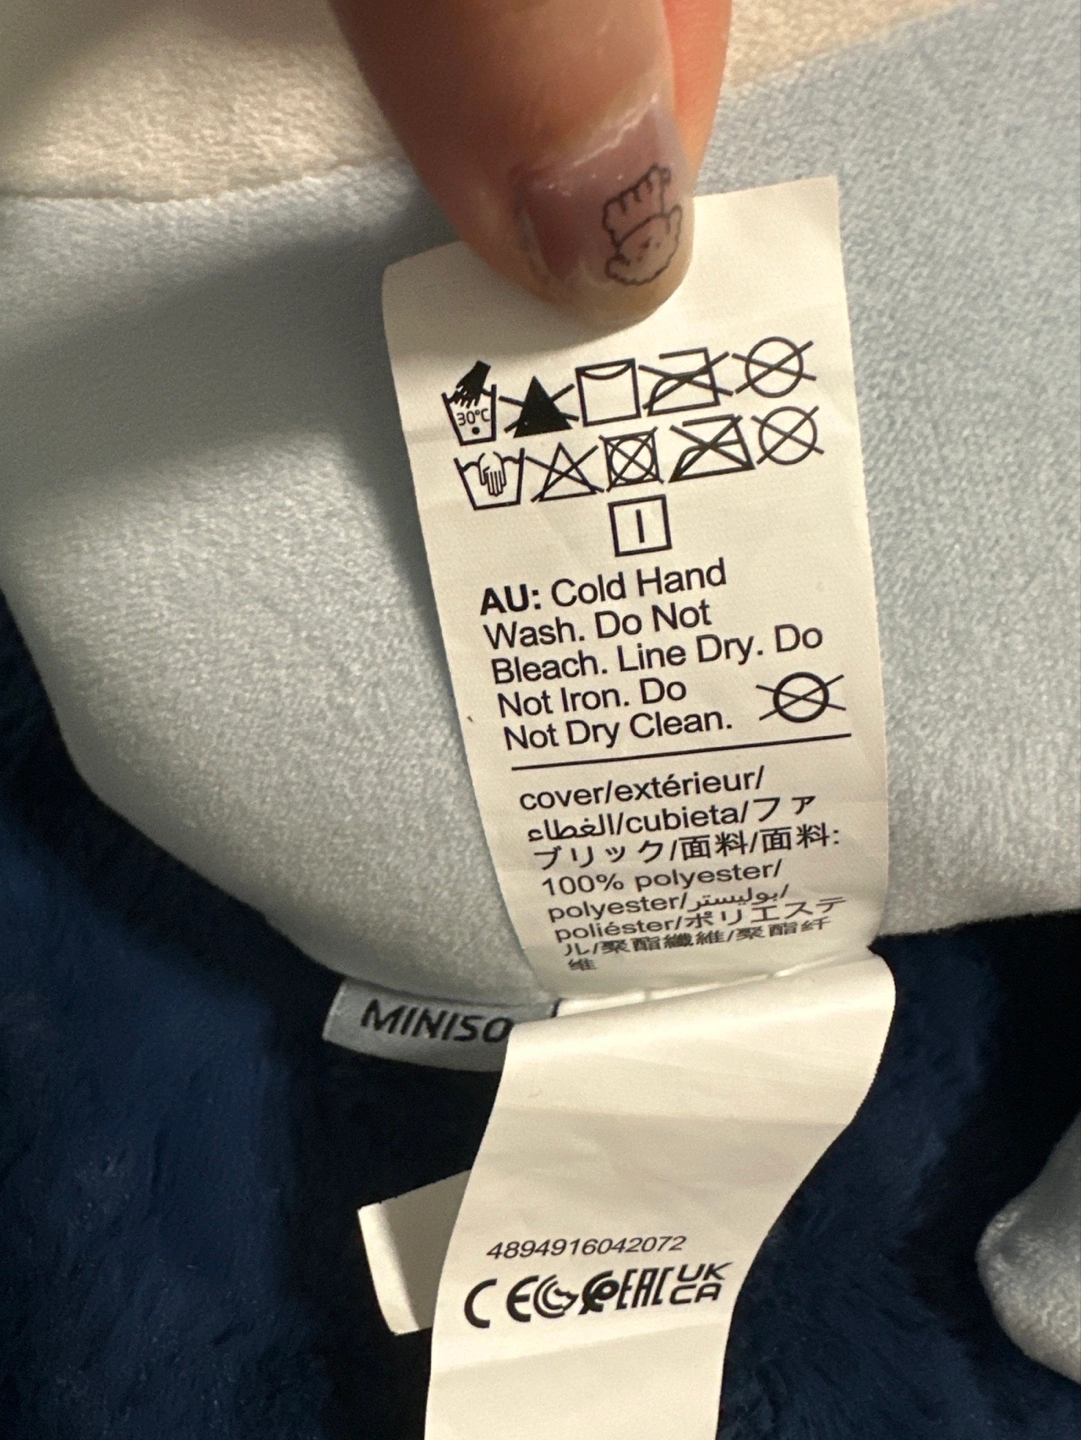 30°C
AU: Cold Hand
Wash. Do Not
Bleach. Line Dry. Do
Not Iron. Do
Not Dry Clean.
cover/extérieur/
الغطاء/cubieta/ファ
ブリック/面料/面料:
100% polyester/
polyester/بوليستر/
poliéster/ポリエステ
ル/聚酯纖維/聚酯纤
维
MINISO
4894916042072
CE EAC UK
CA